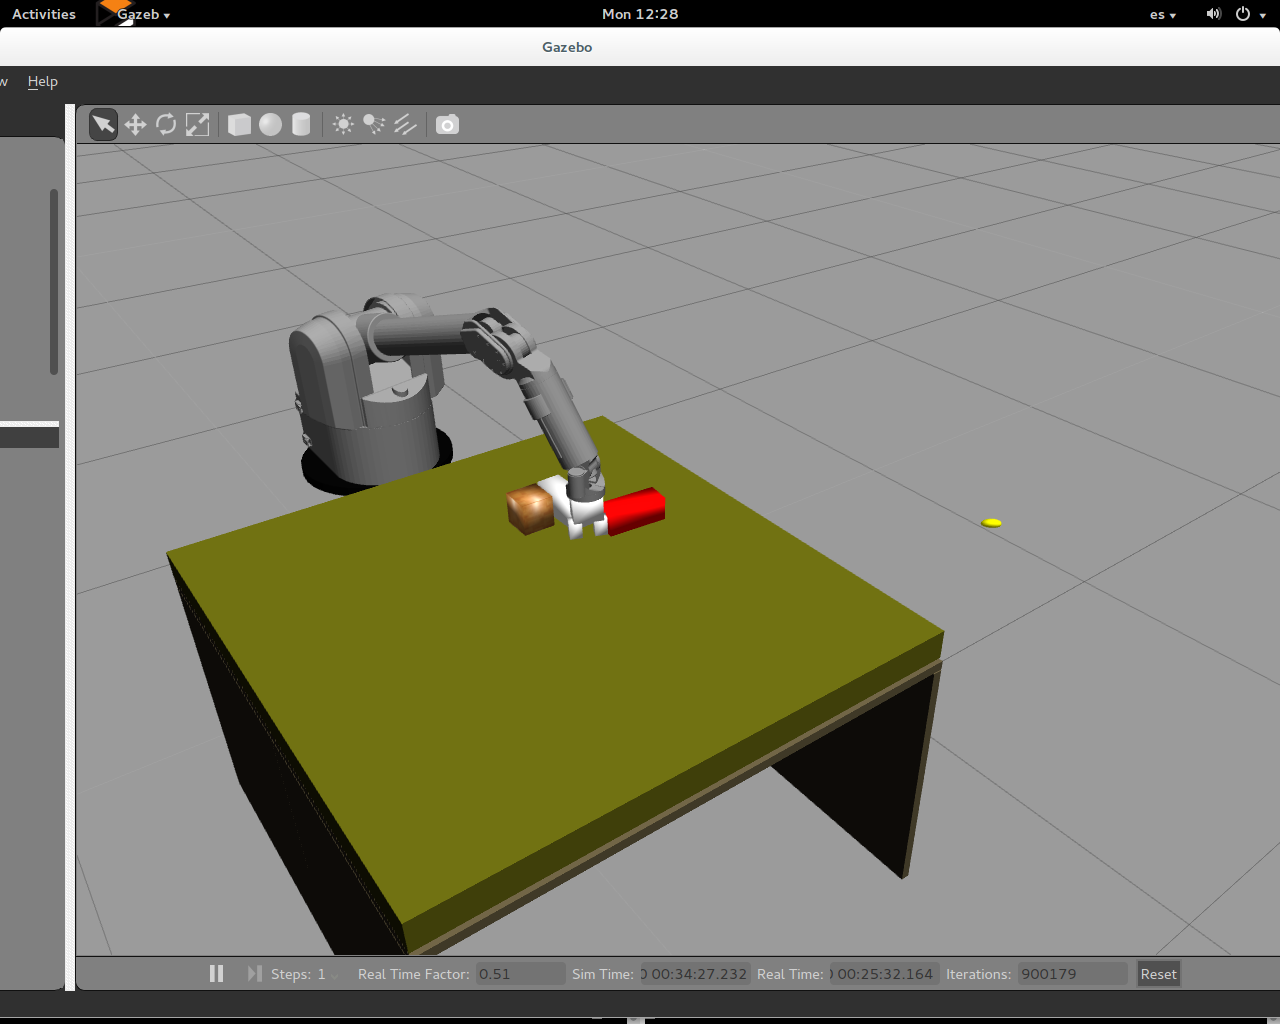 Activities Gazeb Mon 12:28 es
Gazebo
w Help
Steps: 1 Real Time Factor: 0.51 Sim Time: 0 00:34:27.232 Real Time: 00:25:32.164 Iterations: 900179 Reset